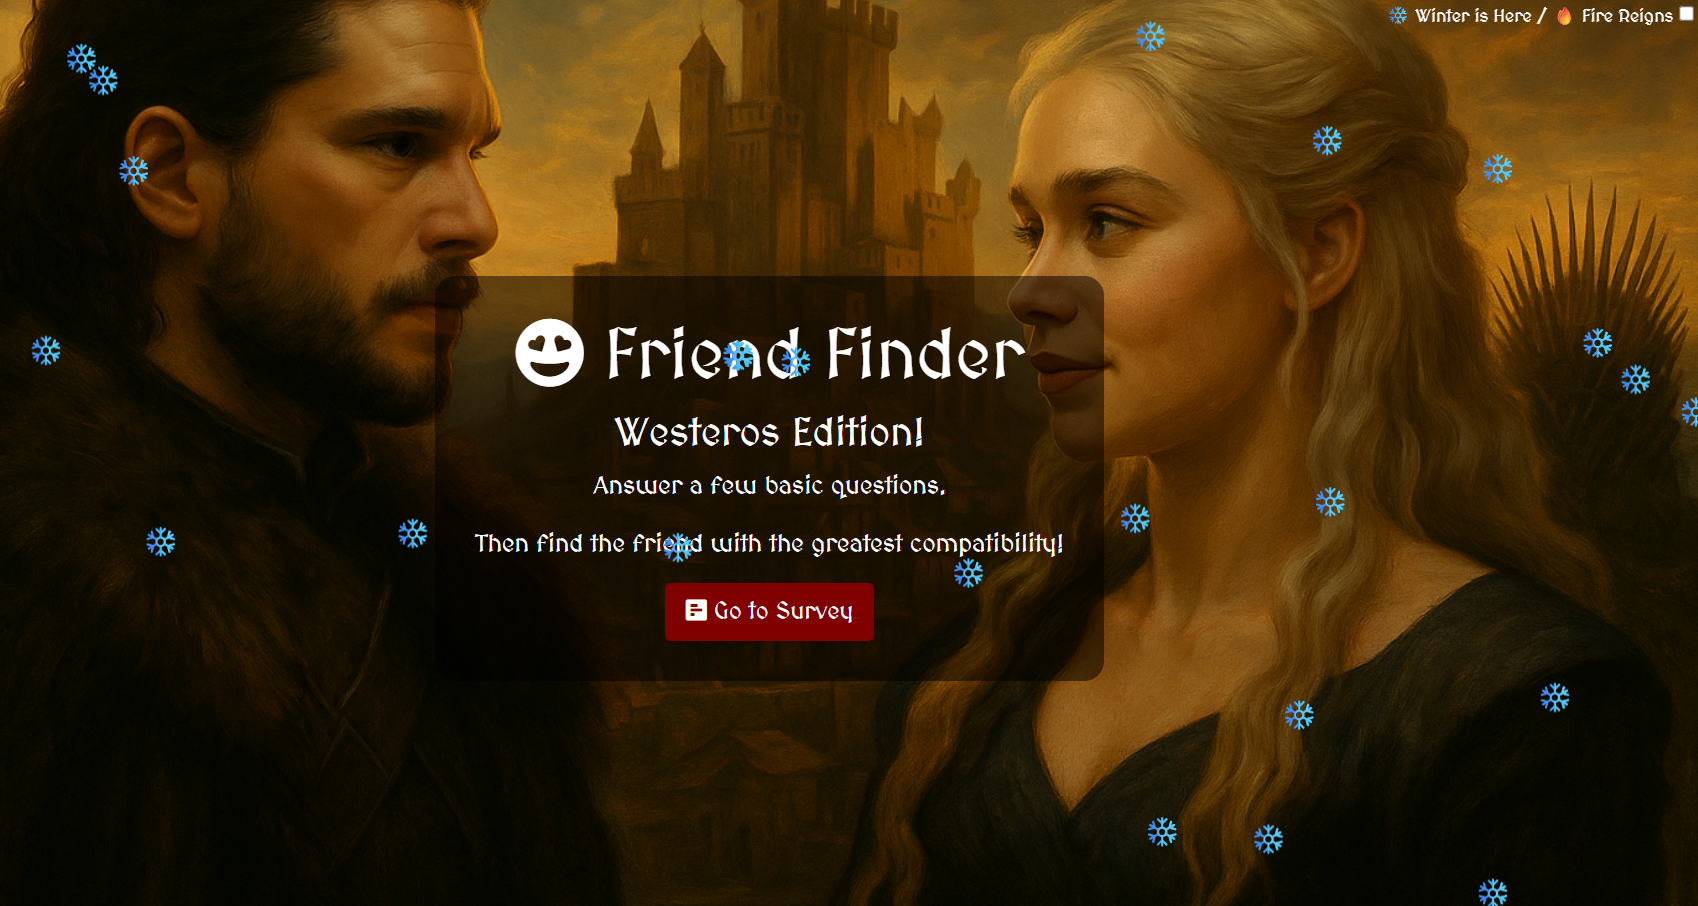 Winter is Here / Fire Reigns
Friend Finder
Westeros Edition!
Answer a few basic questions,
Then find the friend with the greatest compatibility!
Go to Survey